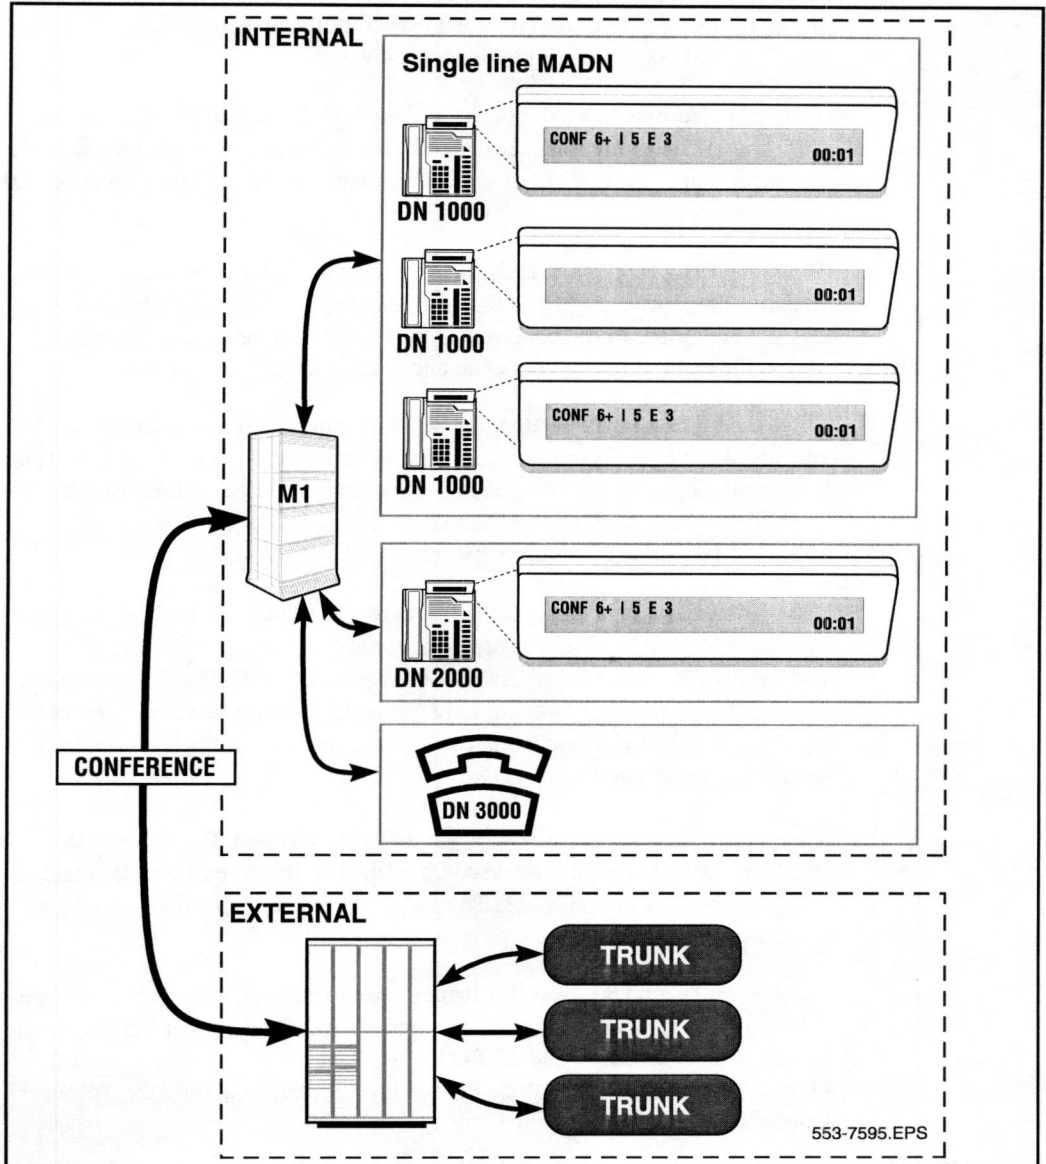 INTERNAL
Single line MADN
CONF 6+ I 5 E 3
00:01
DN 1000
00:01
DN 1000
CONF 6+ I 5 E 3
00:01
DN 1000
M1
CONF 6+ I 5 E 3
00:01
DN 2000
CONFERENCE
DN 3000
EXTERNAL
TRUNK
TRUNK
TRUNK
553-7595.EPS